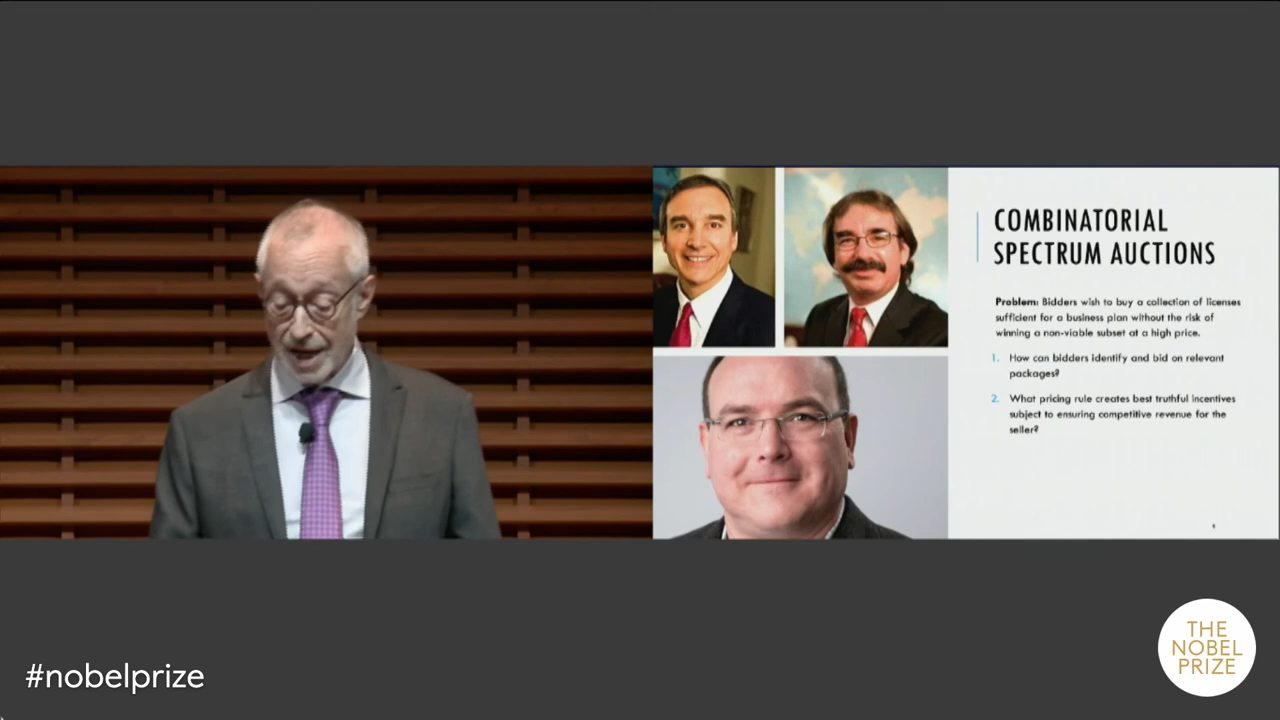 COMBINATORIAL
SPECTRUM AUCTIONS
Problem: Bidders wish to buy a collection of licenses
sufficient for a business plan without the risk of
winning a non-viable subset at a high price.
1. How can bidders identify and bid on relevant
packages?
2. What pricing rule creates best truthful incentives
subject to ensuring competitive revenue for the
seller?
#nobelprize
THE
NOBEL
PRIZE